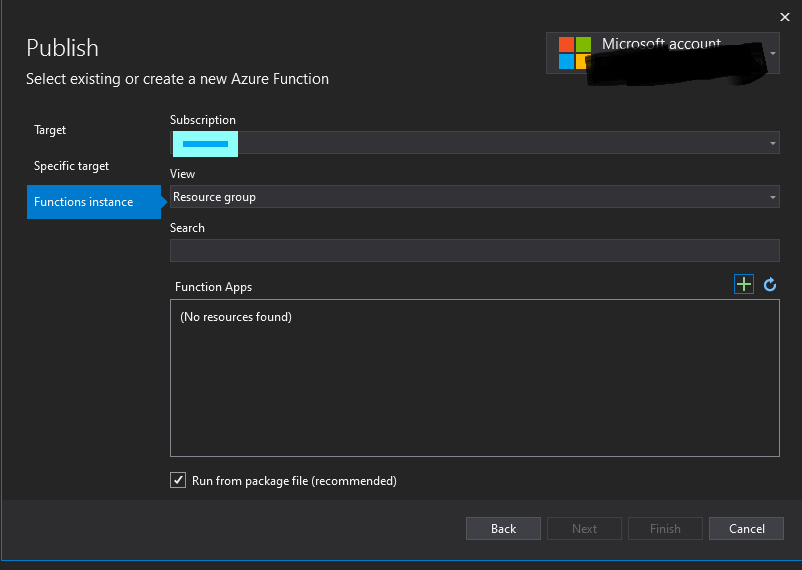 Publish
Select existing or create a new Azure Function
Microsoft account
Target
Specific target
Functions instance
Subscription
View
Resource group
Search
Function Apps
(No resources found)
Run from package file (recommended)
Back
Next
Finish
Cancel